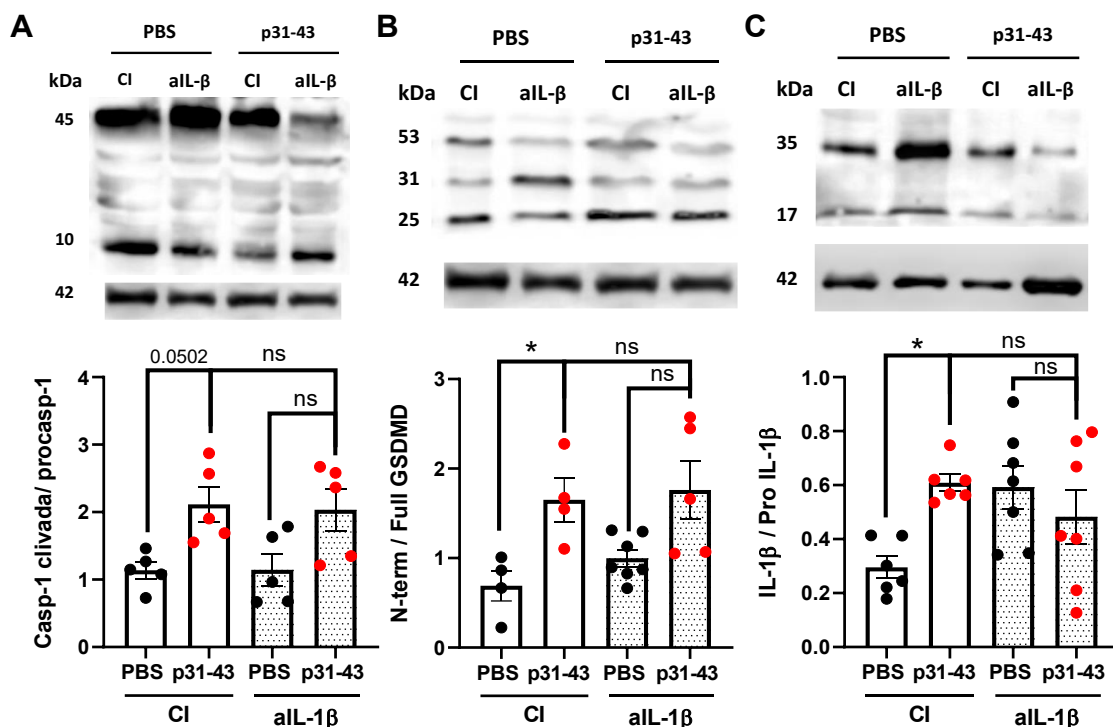 A
PBS p31-43
kDa CI aIL-β CI aIL-β
45
10
42
0.0502 ns
ns
Casp-1 clivada/ procasp-1
4
3
2
1
0
PBS p31-43 PBS p31-43
CI aIL-1β
B
PBS p31-43
kDa CI aIL-β CI aIL-β
53
31
25
42
* ns
ns
N-term / Full GSDMD
3
2
1
0
PBS p31-43 PBS p31-43
CI aIL-1β
C
PBS p31-43
kDa CI aIL-β CI aIL-β
35
17
42
* ns
ns
IL-1β / Pro IL-1β
1.0
0.8
0.6
0.4
0.2
0.0
PBS p31-43 PBS p31-43
CI aIL-1β